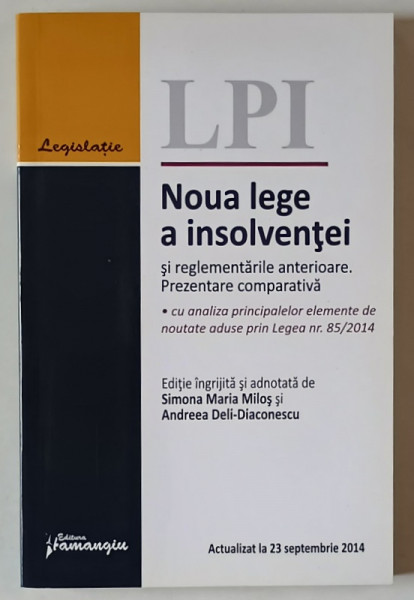 Legislaţie
LPI
Noua lege
a insolvenţei
şi reglementările anterioare.
Prezentare comparativă
• cu analiza principalelor elemente de
noutate aduse prin Legea nr. 85/2014
Ediţie îngrijită şi adnotată de
Simona Maria Miloş şi
Andreea Deli-Diaconescu
Editura
Hamangiu
Actualizat la 23 septembrie 2014